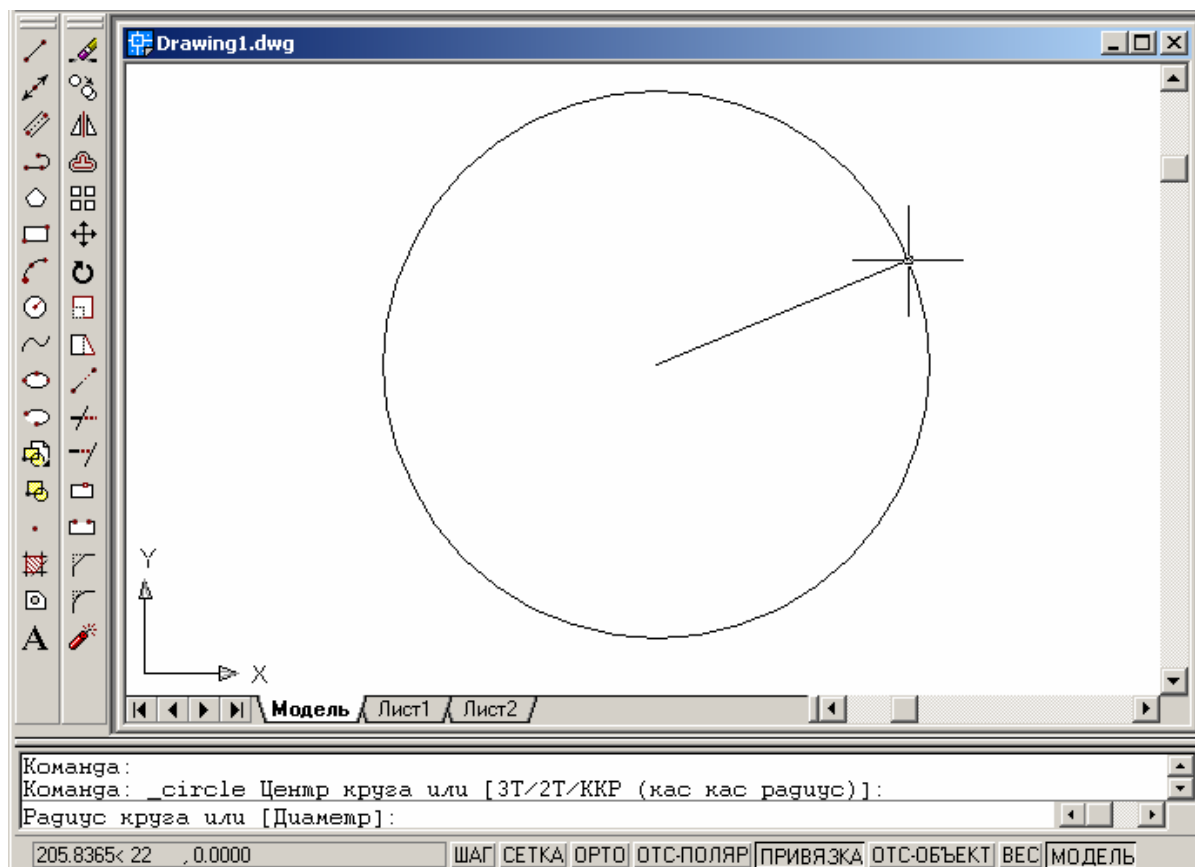 Drawing1.dwg
A
Y
X
Модель Лист1 Лист2
Команда:
Команда: _circle Центр круга или [3Т/2Т/ККР (кас кас радиус)]:
Радиус круга или [Диаметр]:
205.8365< 22 , 0.0000 ШАГ СЕТКА ОРТО ОТС-ПОЛЯР ПРИВЯЗКА ОТС-ОБЪЕКТ ВЕС МОДЕЛЬ